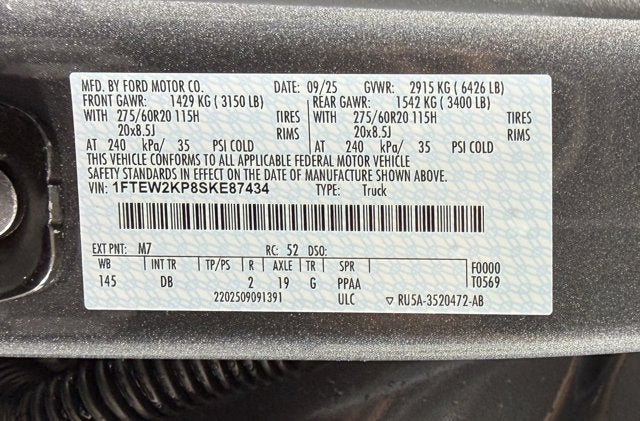 MFD. BY FORD MOTOR CO. DATE: 09/25 GVWR: 2915 KG ( 6426 LB)
FRONT GAWR: 1429 KG ( 3150 LB) REAR GAWR: 1542 KG ( 3400 LB)
WITH 275/60R20 115H TIRES WITH 275/60R20 115H TIRES
20x8.5J RIMS 20x8.5J RIMS
AT 240 kPa/ 35 PSI COLD AT 240 kPa/ 35 PSI COLD
THIS VEHICLE CONFORMS TO ALL APPLICABLE FEDERAL MOTOR VEHICLE
SAFETY STANDARDS IN EFFECT ON THE DATE OF MANUFACTURE SHOWN ABOVE.
VIN: 1FTEW2KP8SKE87434 TYPE: Truck
EXT PNT: M7 RC: 52 DSO:
WB INT TR TP/PS R AXLE TR SPR F0000
145 DB 2 19 G PPAA T0569
2202509091391 ULC ▽ RU5A-3520472-AB